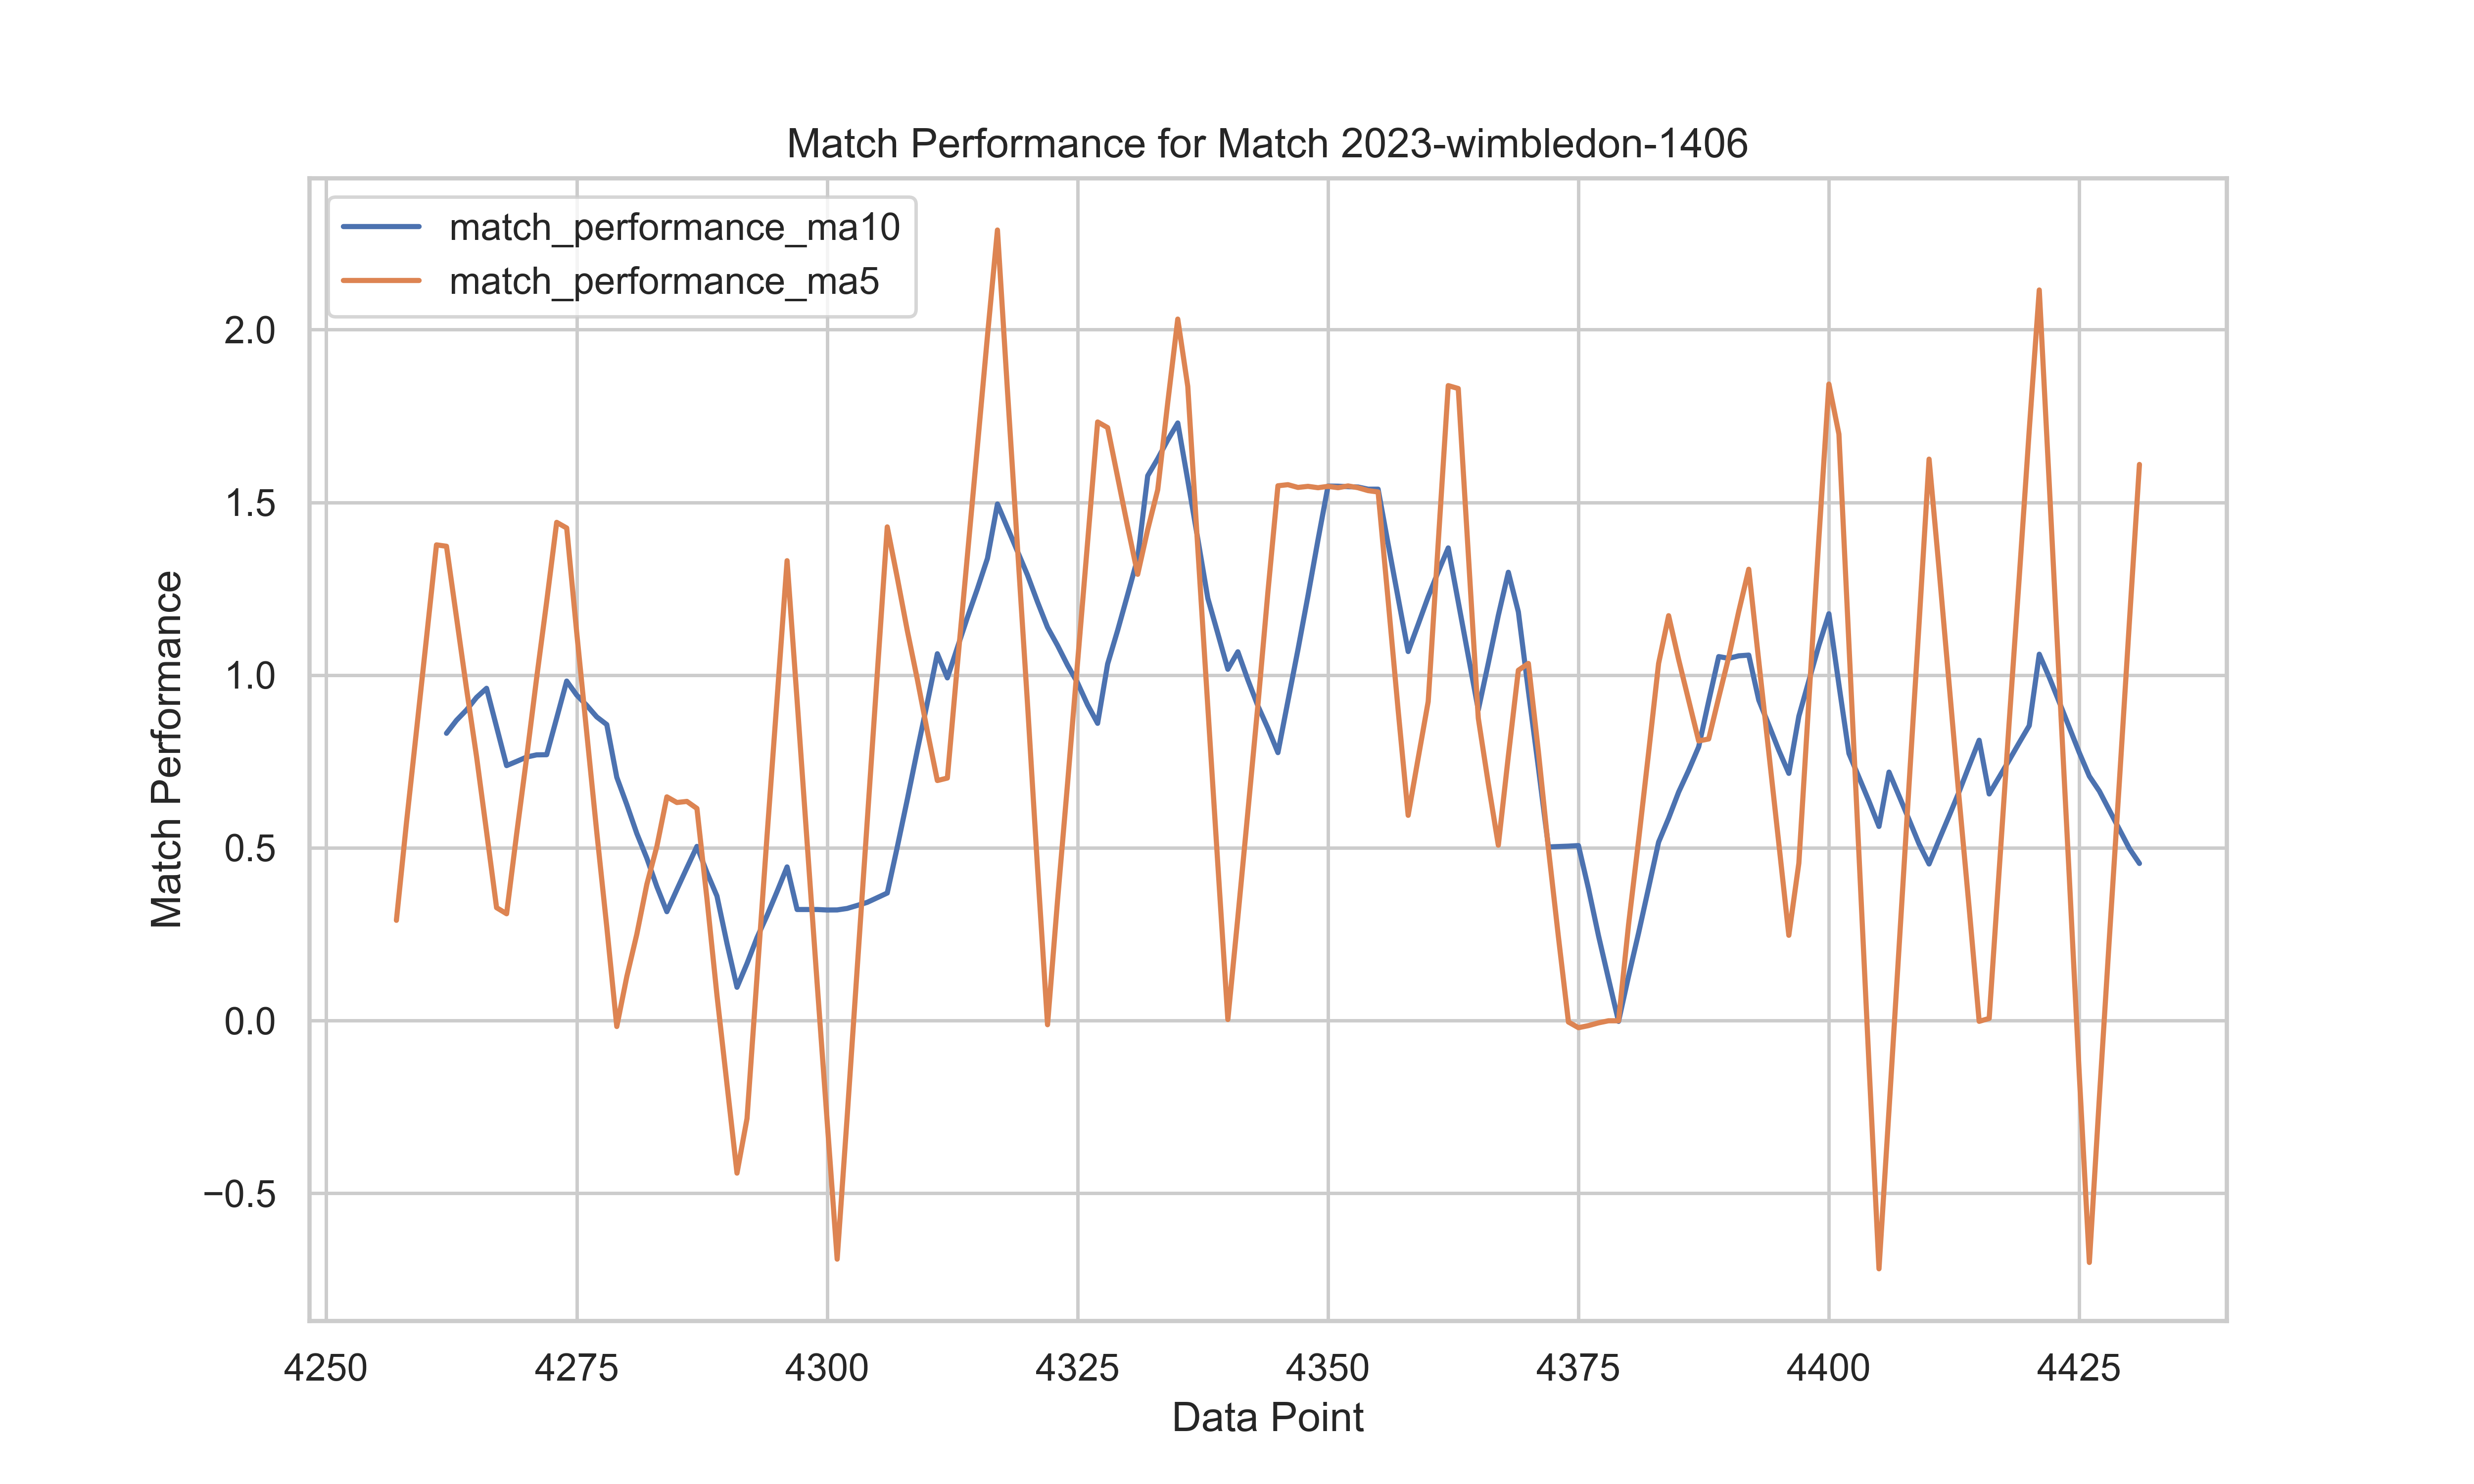 Match Performance for Match 2023-wimbledon-1406
match_performance_ma10
match_performance_ma5
Match Performance
2.0
1.5
1.0
0.5
0.0
−0.5
4250 4275 4300 4325 4350 4375 4400 4425
Data Point